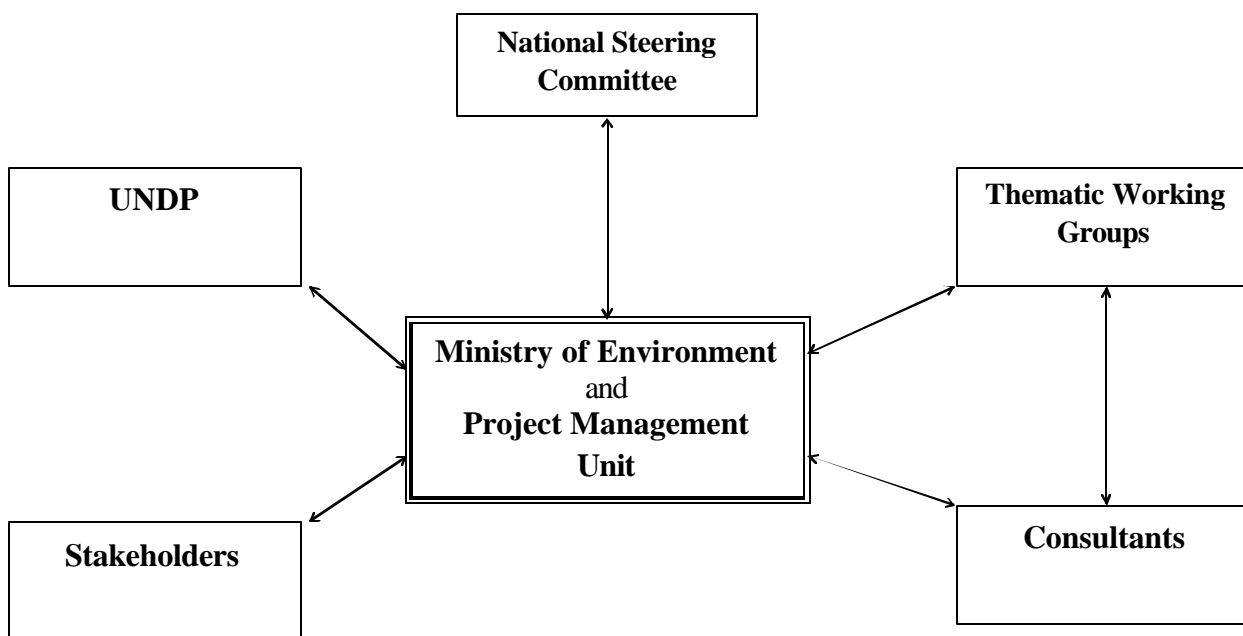 National Steering
Committee
UNDP
Thematic Working
Groups
Ministry of Environment
and
Project Management
Unit
Stakeholders
Consultants